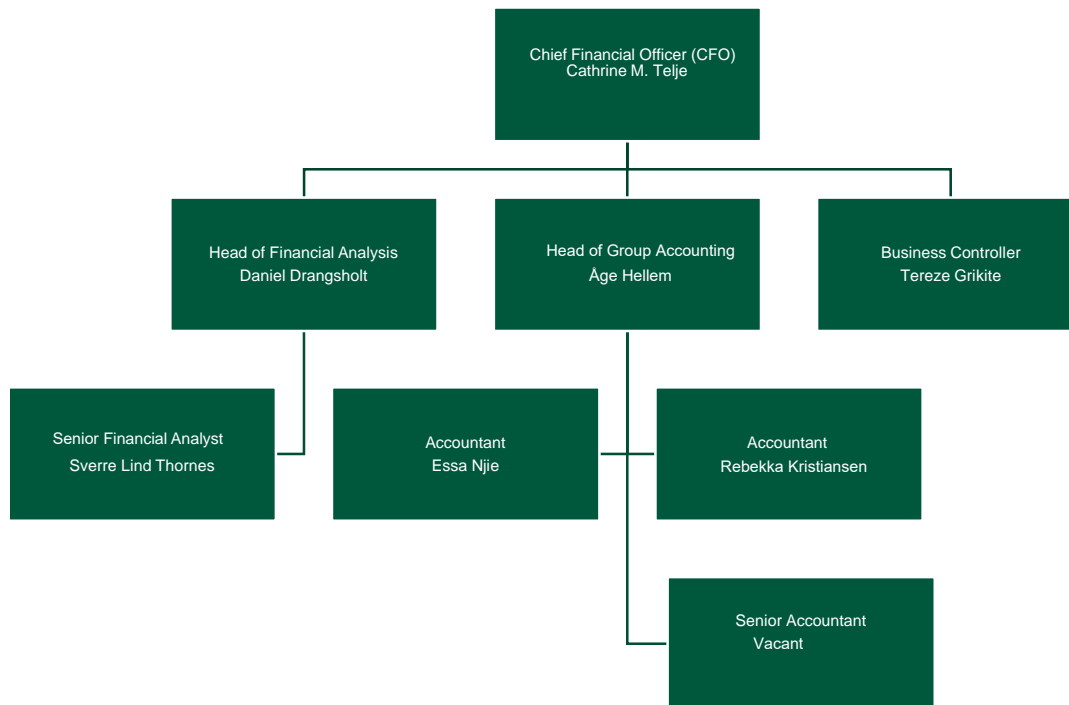 Chief Financial Officer (CFO)
Cathrine M. Telje
Head of Financial Analysis
Daniel Drangsholt
Head of Group Accounting
Åge Hellem
Business Controller
Tereze Grikite
Senior Financial Analyst
Sverre Lind Thornes
Accountant
Essa Njie
Accountant
Rebekka Kristiansen
Senior Accountant
Vacant